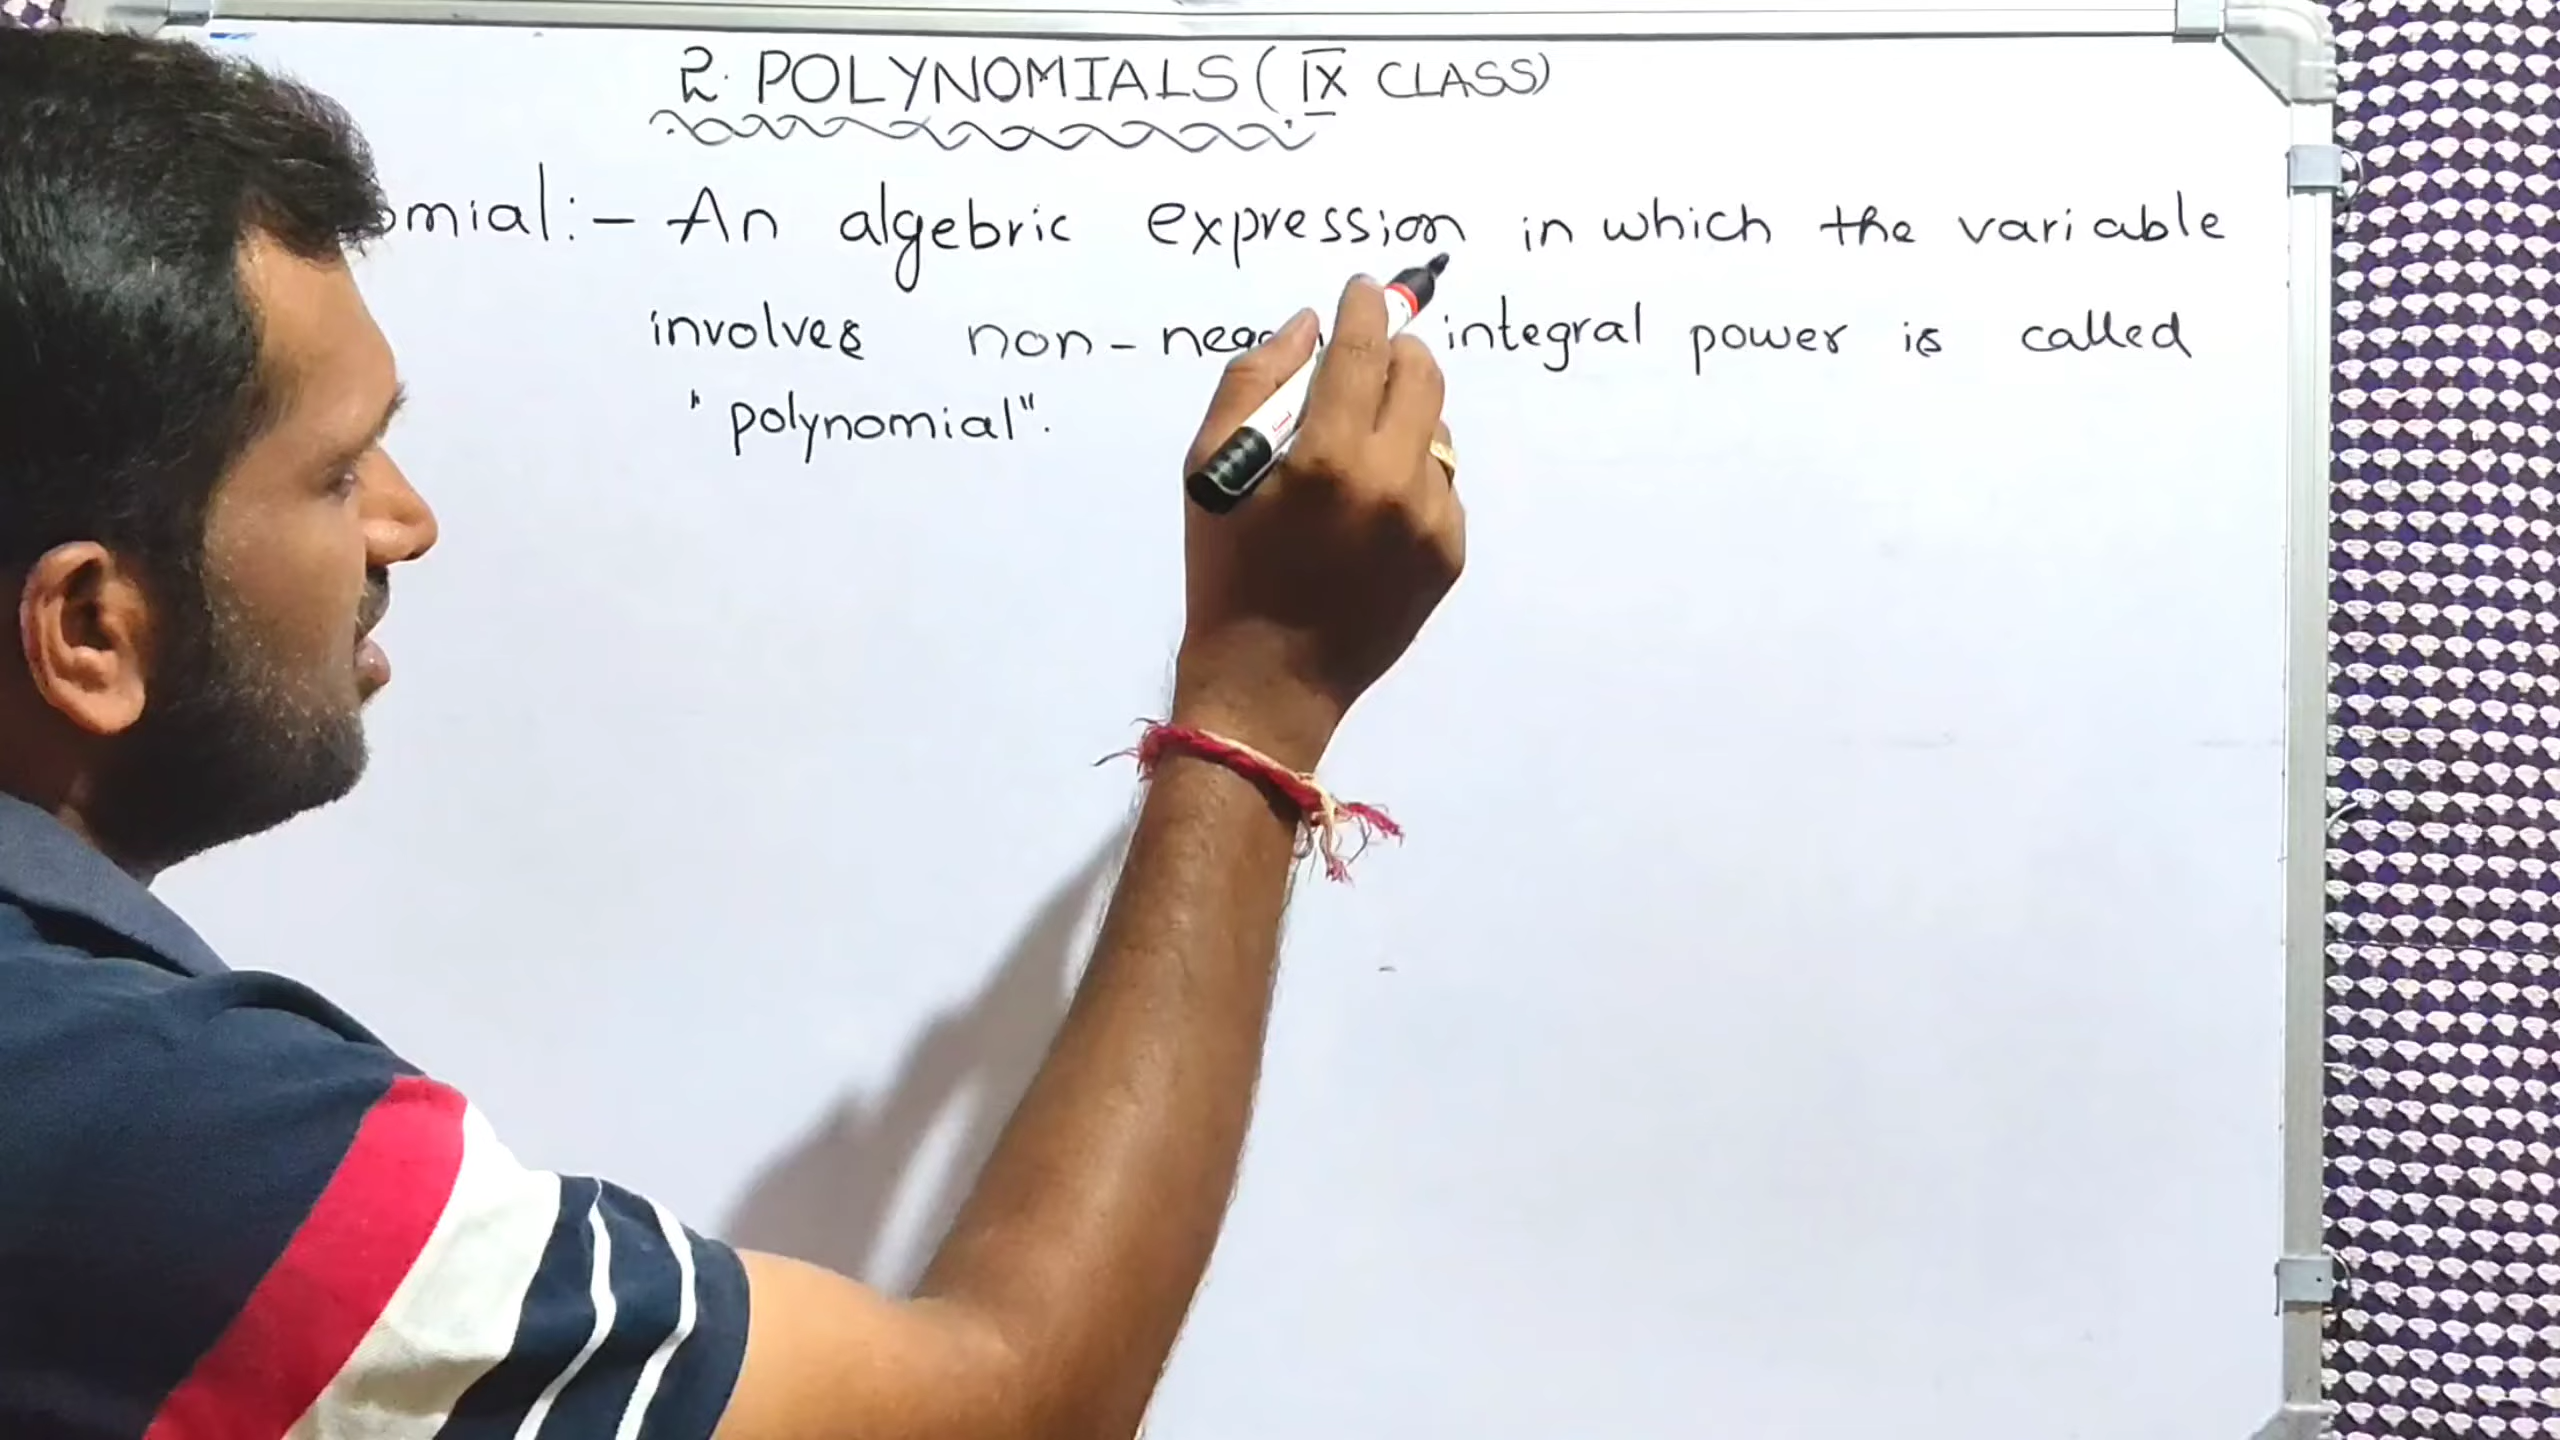 2. POLYNOMIALS ( IX CLASS)
omial:- An algebric expression in which the variable
involves non-nega integral power is called
"polynomial".